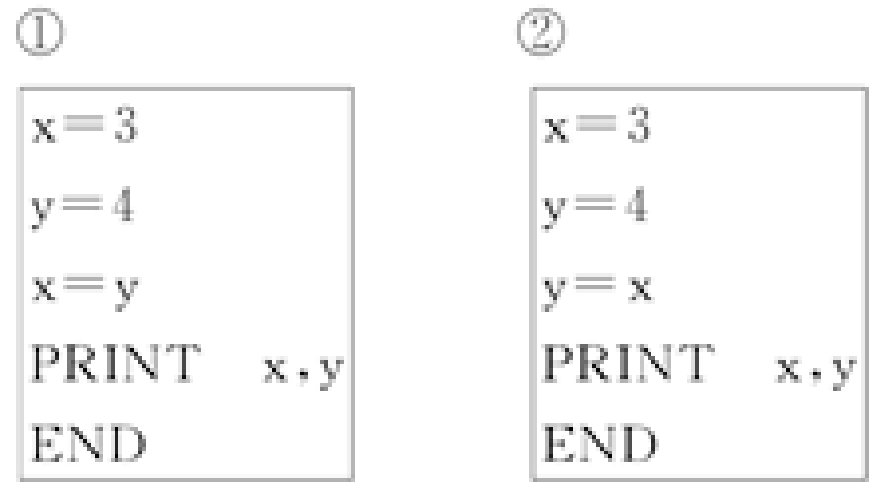 ①
x=3
y=4
x=y
PRINT x,y
END
②
x=3
y=4
y=x
PRINT x,y
END